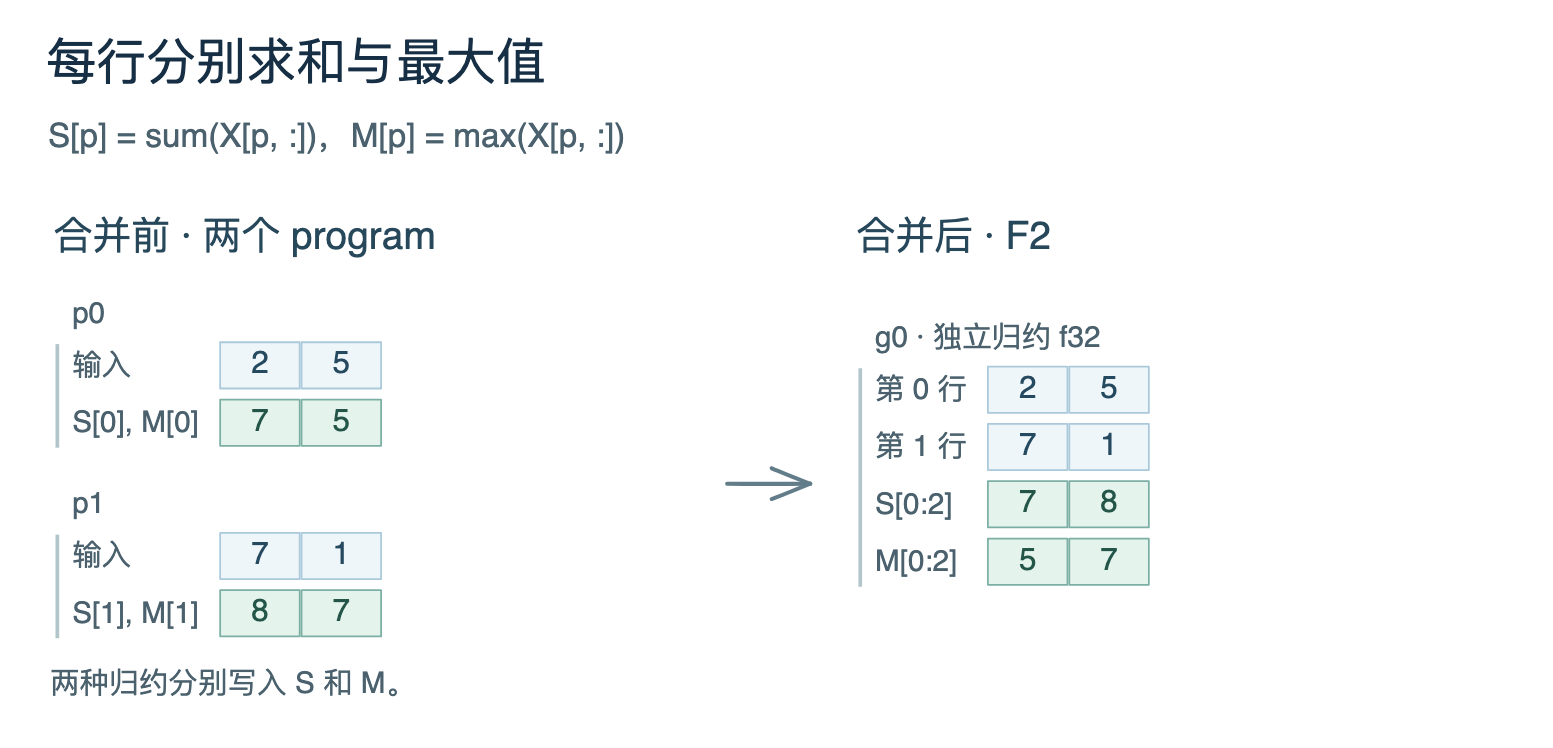 每行分别求和与最大值
S[p] = sum(X[p, :]),  M[p] = max(X[p, :])
合并前 · 两个 program
p0
输入 2 5
S[0], M[0] 7 5
p1
输入 7 1
S[1], M[1] 8 7
两种归约分别写入 S 和 M。
合并后 · F2
g0 · 独立归约 f32
第 0 行 2 5
第 1 行 7 1
S[0:2] 7 8
M[0:2] 5 7